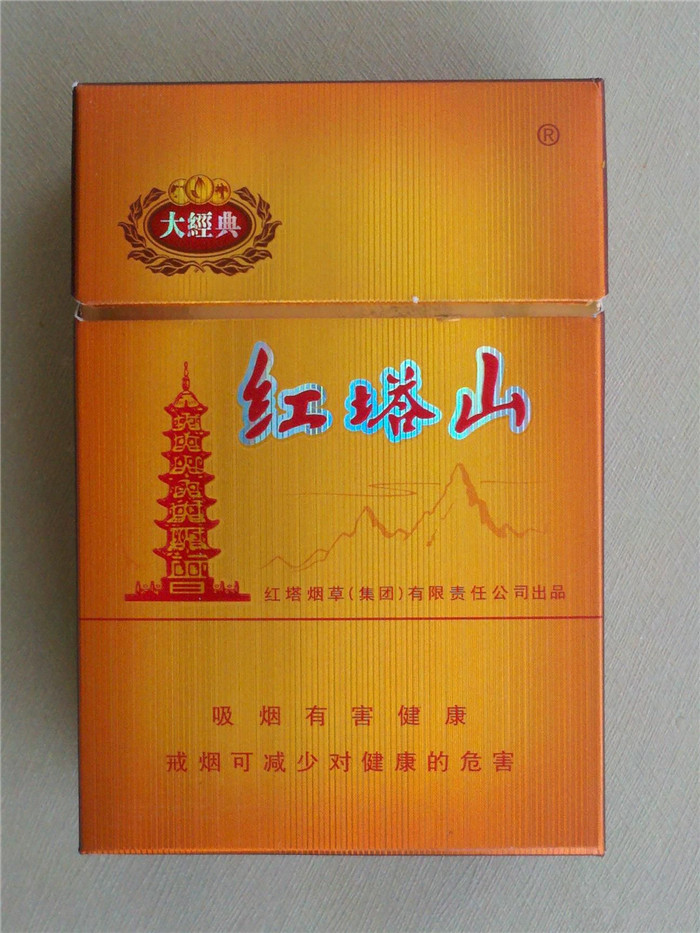 ®
大經典
红塔山
红塔烟草(集团)有限责任公司出品
吸烟有害健康
戒烟可减少对健康的危害